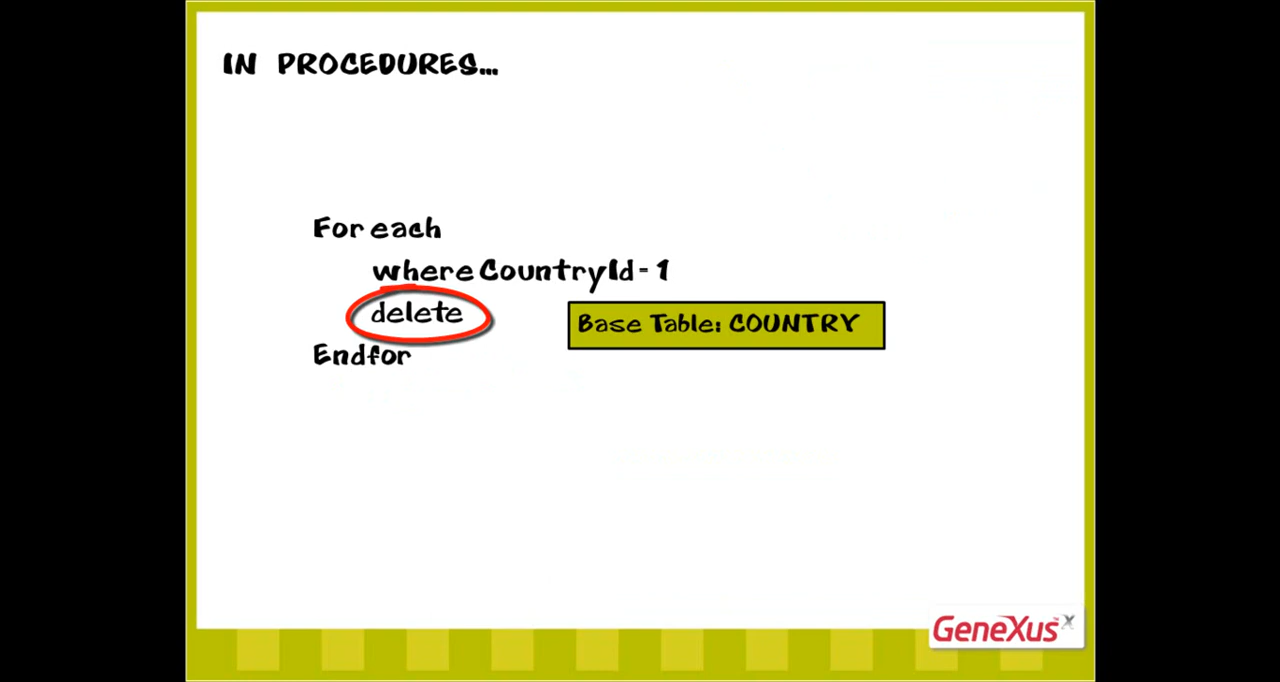 IN PROCEDURES...
For each
where CountryId = 1
delete
Base Table: COUNTRY
Endfor
GeneXus X